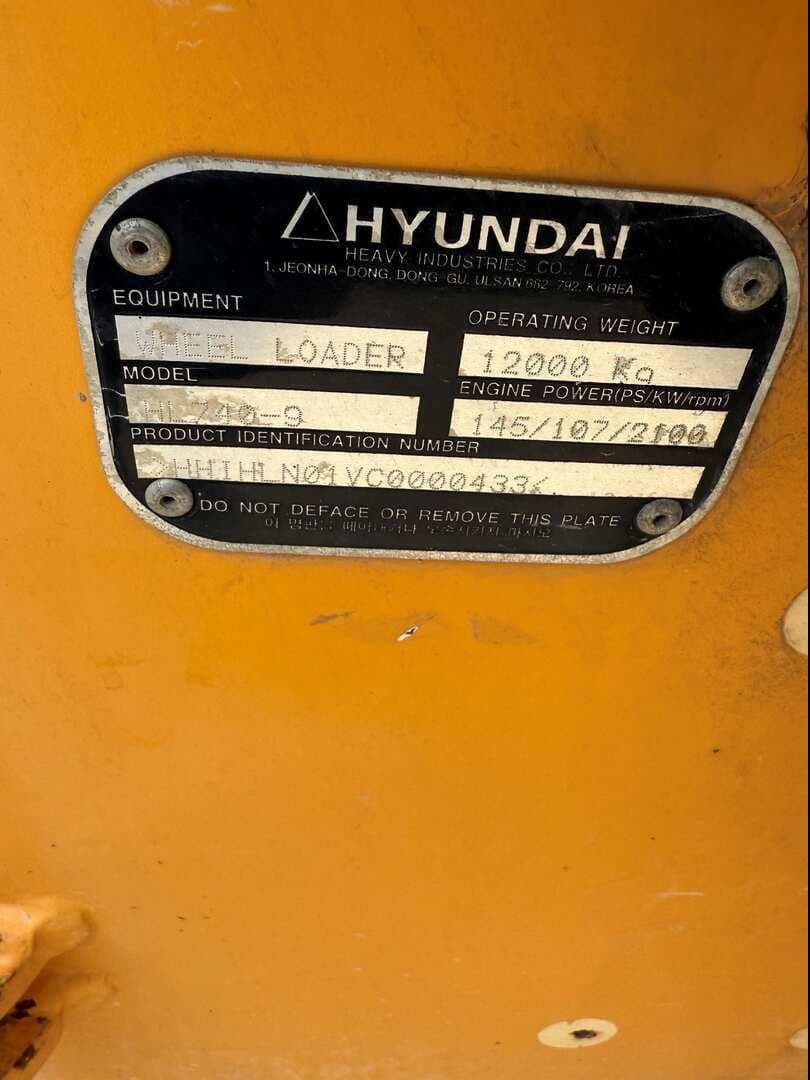 HYUNDAI
HEAVY INDUSTRIES CO., LTD.
1, JEONHA-DONG, DONG-GU, ULSAN 682-792, KOREA
EQUIPMENT
WHEEL LOADER
OPERATING WEIGHT
12000 Kg
MODEL
HL740-9
ENGINE POWER(PS/KW/rpm)
145/107/2100
PRODUCT IDENTIFICATION NUMBER
DO NOT DEFACE OR REMOVE THIS PLATE